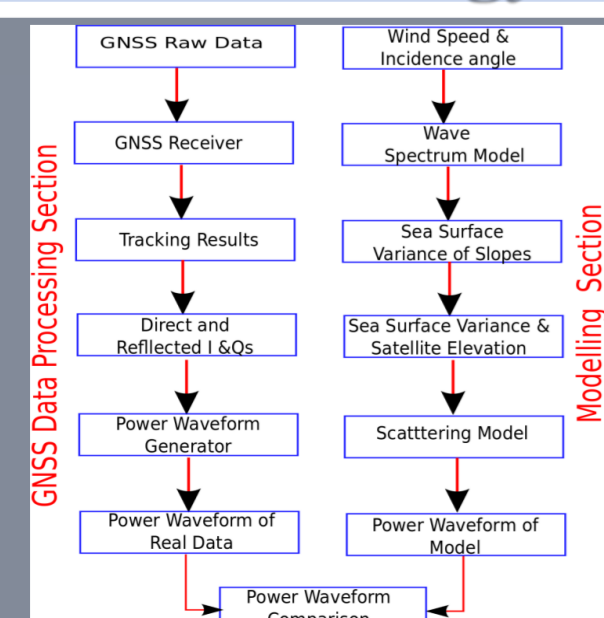 GNSS Data Processing Section
GNSS Raw Data
GNSS Receiver
Tracking Results
Direct and
Refllected I &Qs
Power Waveform
Generator
Power Waveform of
Real Data
Wind Speed &
Incidence angle
Wave
Spectrum Model
Sea Surface
Variance of Slopes
Sea Surface Variance &
Satellite Elevation
Scatttering Model
Power Waveform of
Model
Modelling Section
Power Waveform
Comparison